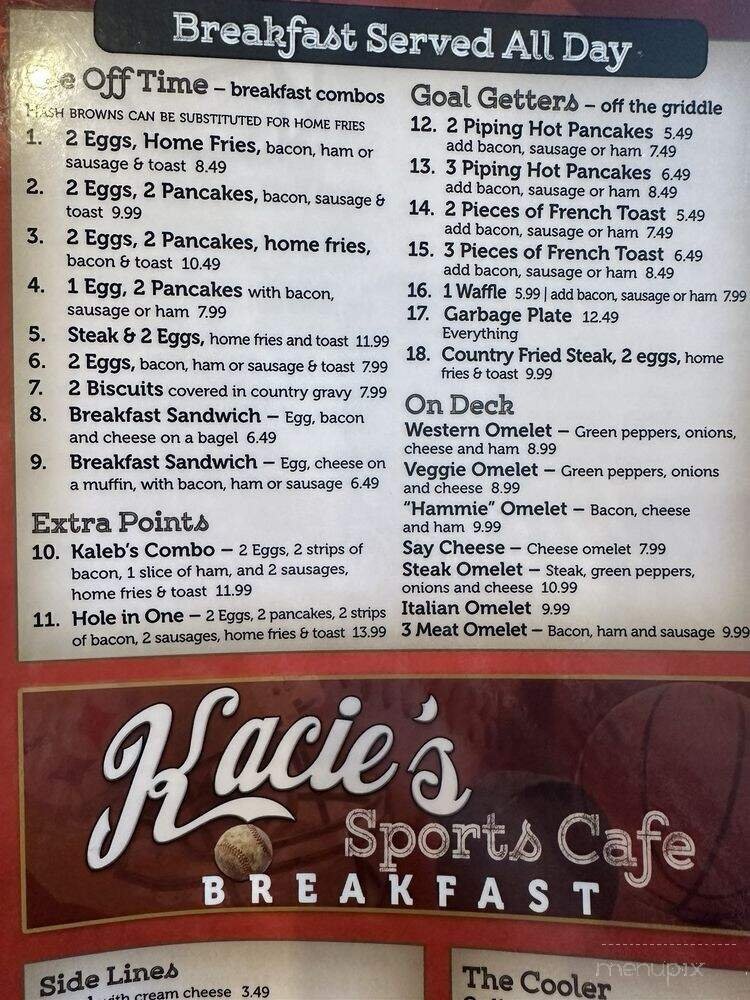 Breakfast Served All Day
Off Time – breakfast combos
HASH BROWNS CAN BE SUBSTITUTED FOR HOME FRIES
1. 2 Eggs, Home Fries, bacon, ham or
sausage & toast 8.49
2. 2 Eggs, 2 Pancakes, bacon, sausage &
toast 9.99
3. 2 Eggs, 2 Pancakes, home fries,
bacon & toast 10.49
4. 1 Egg, 2 Pancakes with bacon,
sausage or ham 7.99
5. Steak & 2 Eggs, home fries and toast 11.99
6. 2 Eggs, bacon, ham or sausage & toast 7.99
7. 2 Biscuits covered in country gravy 7.99
8. Breakfast Sandwich – Egg, bacon
and cheese on a bagel 6.49
9. Breakfast Sandwich – Egg, cheese on
a muffin, with bacon, ham or sausage 6.49
Extra Points
10. Kaleb's Combo – 2 Eggs, 2 strips of
bacon, 1 slice of ham, and 2 sausages,
home fries & toast 11.99
11. Hole in One – 2 Eggs, 2 pancakes, 2 strips
of bacon, 2 sausages, home fries & toast 13.99
Goal Getters – off the griddle
12. 2 Piping Hot Pancakes 5.49
add bacon, sausage or ham 7.49
13. 3 Piping Hot Pancakes 6.49
add bacon, sausage or ham 8.49
14. 2 Pieces of French Toast 5.49
add bacon, sausage or ham 7.49
15. 3 Pieces of French Toast 6.49
add bacon, sausage or ham 8.49
16. 1 Waffle 5.99 | add bacon, sausage or ham 7.99
17. Garbage Plate 12.49
Everything
18. Country Fried Steak, 2 eggs, home
fries & toast 9.99
On Deck
Western Omelet – Green peppers, onions,
cheese and ham 8.99
Veggie Omelet – Green peppers, onions
and cheese 8.99
"Hammie" Omelet – Bacon, cheese
and ham 9.99
Say Cheese – Cheese omelet 7.99
Steak Omelet – Steak, green peppers,
onions and cheese 10.99
Italian Omelet 9.99
3 Meat Omelet – Bacon, ham and sausage 9.99
Kacie's
Sports Cafe
BREAKFAST
Side Lines
with cream cheese 3.49
The Cooler
menupix